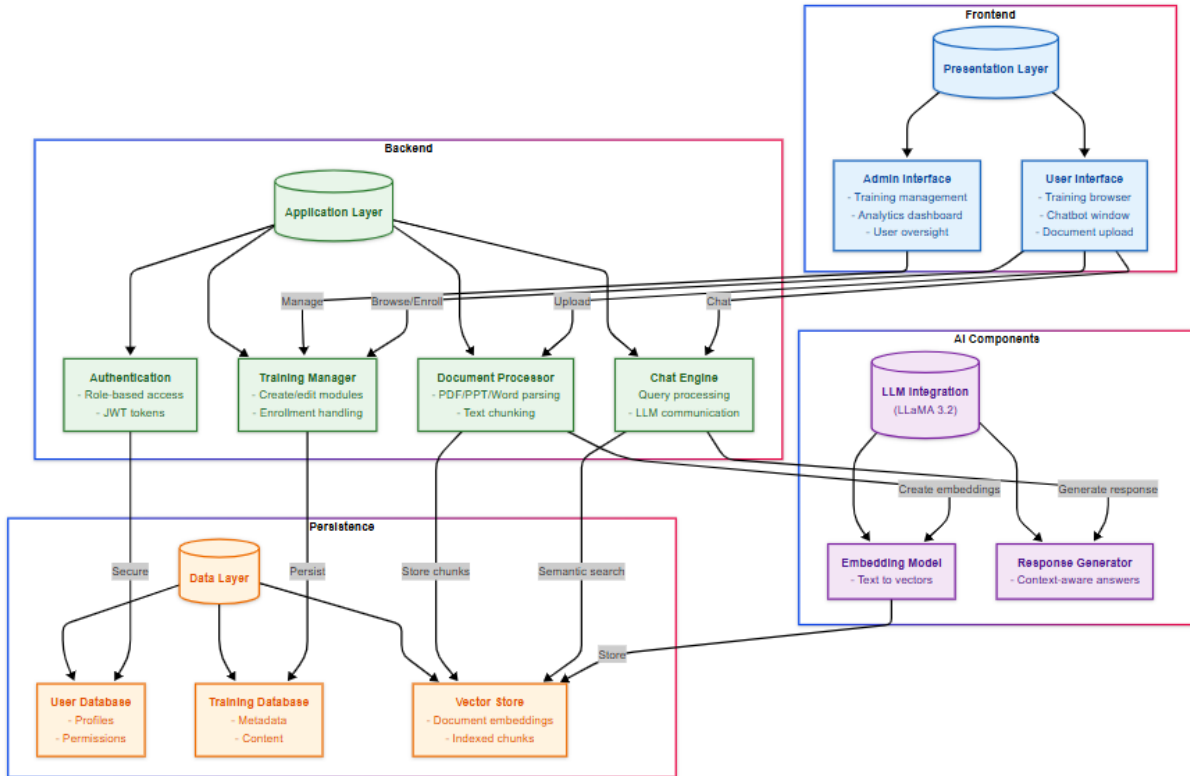 Frontend
Presentation Layer
Admin Interface
- Training management
- Analytics dashboard
- User oversight
User Interface
- Training browser
- Chatbot window
- Document upload
Backend
Application Layer
Manage
Browse/Enroll
Upload
Chat
Authentication
- Role-based access
- JWT tokens
Training Manager
- Create/edit modules
- Enrollment handling
Document Processor
- PDF/PPT/Word parsing
- Text chunking
Chat Engine
Query processing
- LLM communication
AI Components
LLM Integration
(LLaMA 3.2)
Create embeddings
Generate response
Embedding Model
- Text to vectors
Response Generator
- Context-aware answers
Persistence
Data Layer
Secure
Persist
Store chunks
Semantic search
Store
User Database
- Profiles
- Permissions
Training Database
- Metadata
- Content
Vector Store
- Document embeddings
- Indexed chunks